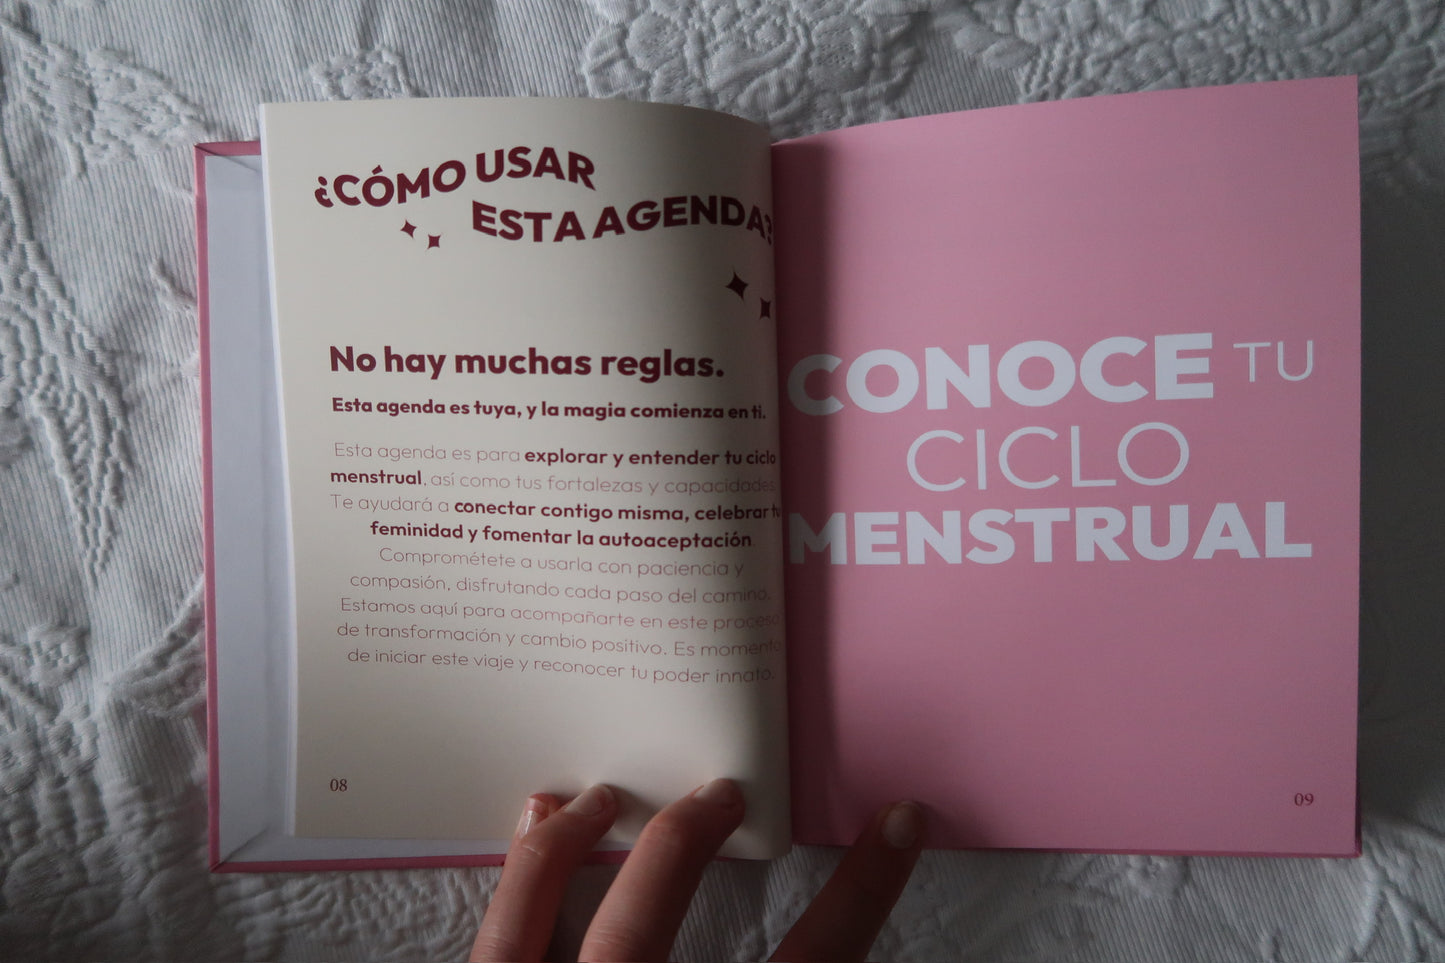 ¿CÓMO USAR
ESTA AGENDA?
No hay muchas reglas.
Esta agenda es tuya, y la magia comienza en ti.
Esta agenda es para explorar y entender tu ciclo
menstrual, así como tus fortalezas y capacidades.
Te ayudará a conectar contigo misma, celebrar tu
feminidad y fomentar la autoaceptación.
Comprométete a usarla con paciencia y
compasión, disfrutando cada paso del camino.
Estamos aquí para acompañarte en este proceso
de transformación y cambio positivo. Es momento
de iniciar este viaje y reconocer tu poder innato.
08
CONOCE TU
CICLO
MENSTRUAL
09